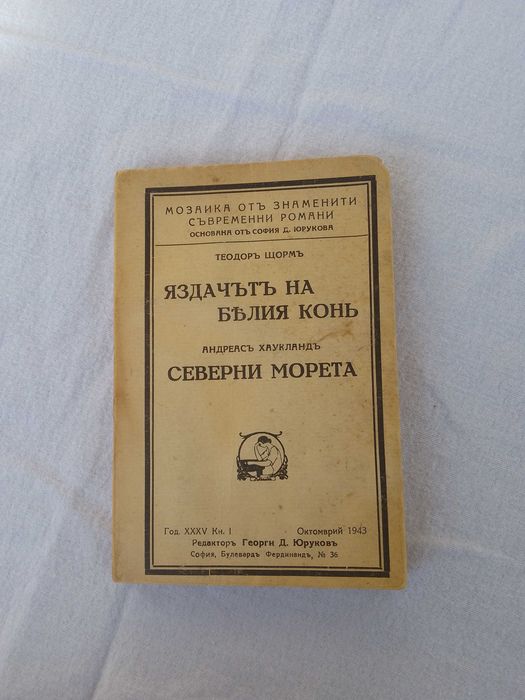 МОЗАИКА ОТЪ ЗНАМЕНИТИ
СЪВРЕМЕННИ РОМАНИ
ОСНОВАНА ОТЪ СОФИЯ Д. ЮРУКОВА
ТЕОДОРЪ ЩОРМЪ
ЯЗДАЧЪТЪ НА
БѢЛИЯ КОНЬ
АНДРЕАСЪ ХАУКЛАНДЪ
СЕВЕРНИ МОРЕТА
Год. XXXV Кн. I · Октомврий 1943
Редакторъ Георги Д. Юруковъ
София, Булевардъ Фердинандъ, № 36